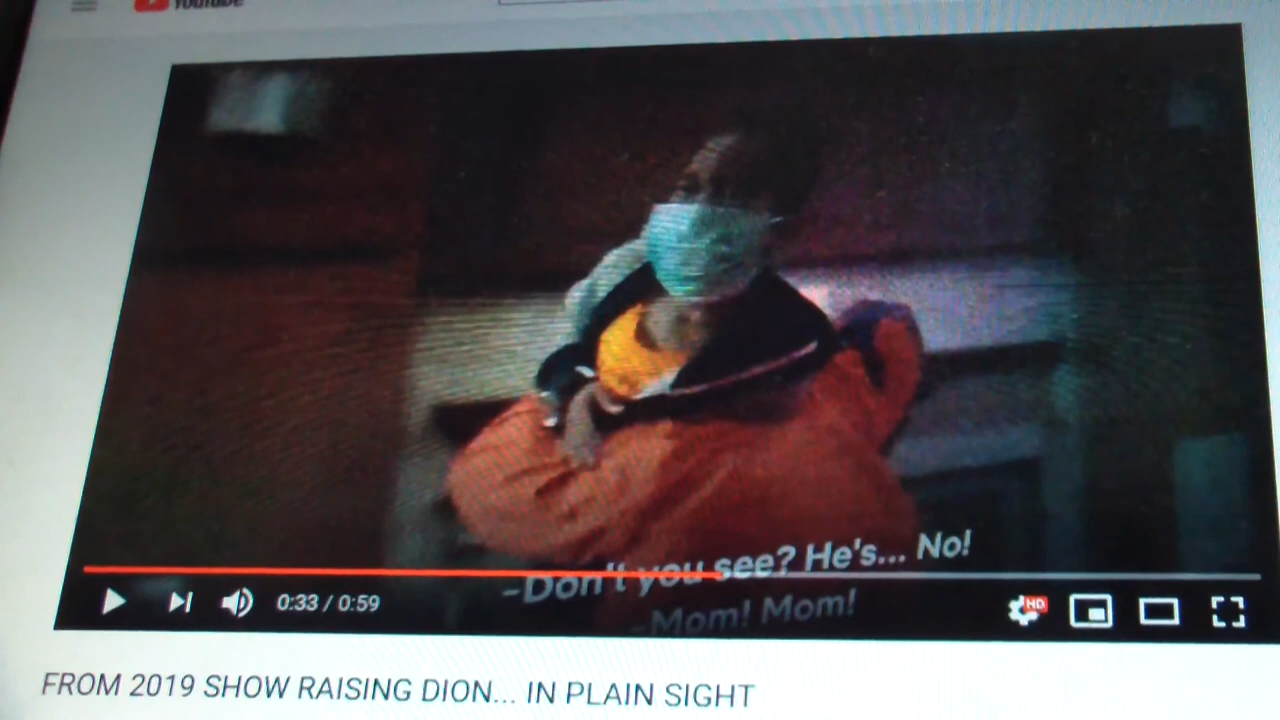 YouTube
-Don't you see? He's... No!
-Mom! Mom!
0:33 / 0:59
HD
FROM 2019 SHOW RAISING DION... IN PLAIN SIGHT